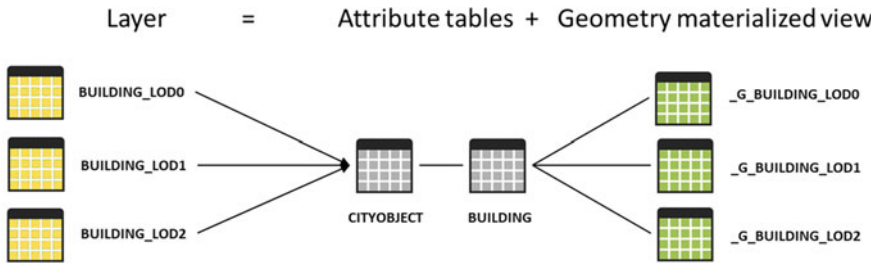 Layer = Attribute tables + Geometry materialized view
BUILDING_LOD0
_G_BUILDING_LOD0
BUILDING_LOD1
_G_BUILDING_LOD1
CITYOBJECT
BUILDING
BUILDING_LOD2
_G_BUILDING_LOD2